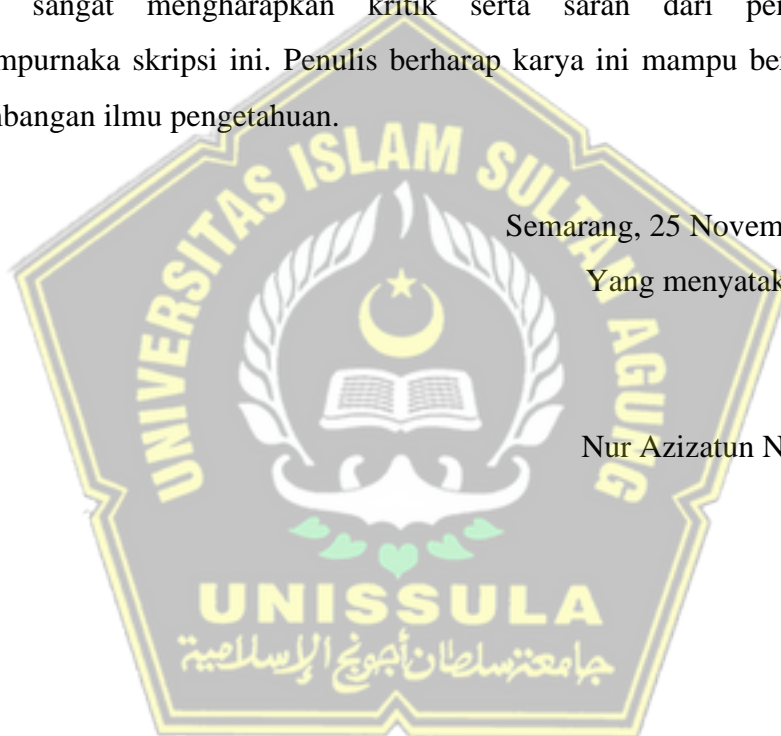 sangat mengharapkan kritik serta saran dari per
mpurnaka skripsi ini. Penulis berharap karya ini mampu be
bangan ilmu pengetahuan.
UNIVERSITAS ISLAM SULTAN AGUNG
Semarang, 25 Novem
Yang menyatak
Nur Azizatun N
UNISSULA
جامعة سلطان أجونج الإسلامية